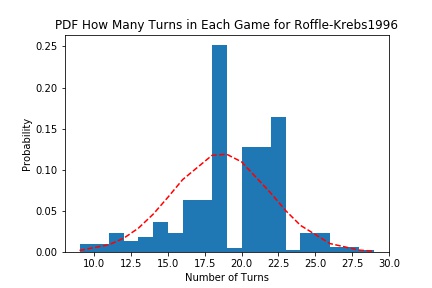 PDF How Many Turns in Each Game for Roffle-Krebs1996
0.25
0.20
0.15
0.10
0.05
0.00
Probability
10.0 12.5 15.0 17.5 20.0 22.5 25.0 27.5 30.0
Number of Turns